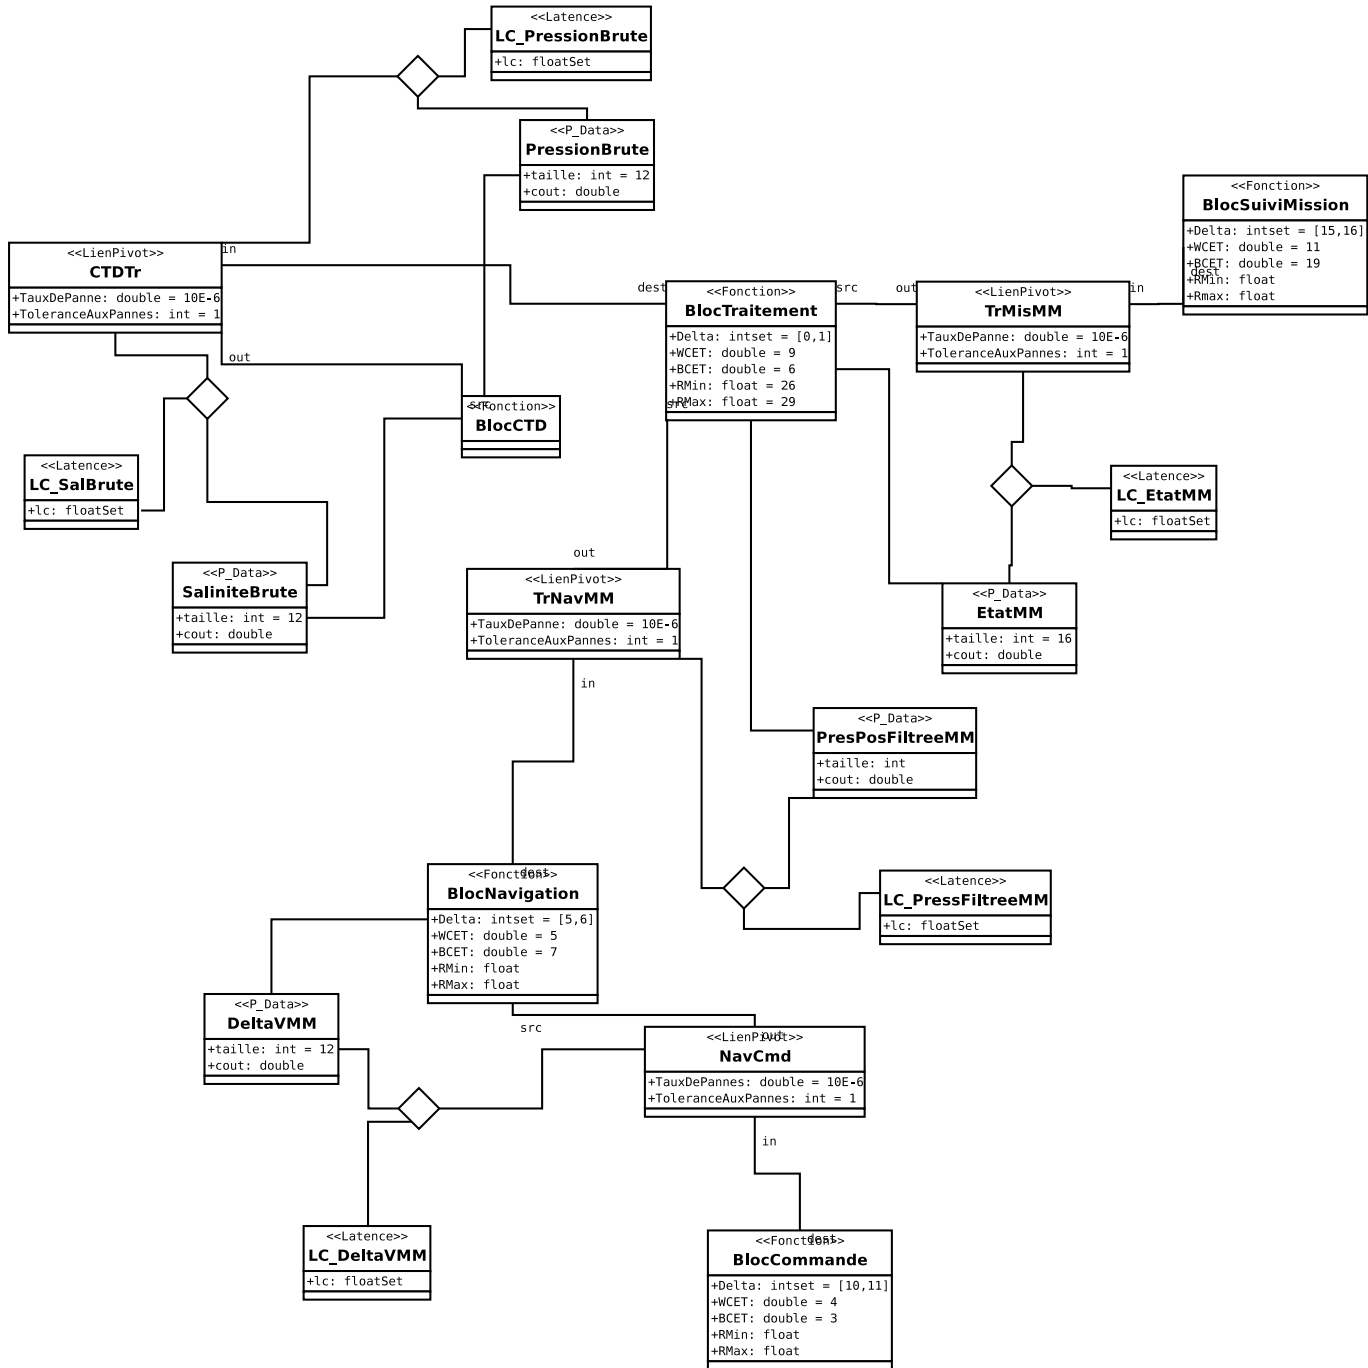 <<Latence>>
LC_PressionBrute
+lc: floatSet
<<P_Data>>
PressionBrute
+taille: int = 12
+cout: double
<<Fonction>>
BlocSuiviMission
+Delta: intset = [15,16]
+WCET: double = 11
+BCET: double = 19
+RMin: float
+Rmax: float
dest
in
<<LienPivot>>
CTDTr
+TauxDePanne: double = 10E-6
+ToleranceAuxPannes: int = 1
in
out
dest
<<Fonction>>
BlocTraitement
+Delta: intset = [0,1]
+WCET: double = 9
+BCET: double = 6
+RMin: float = 26
+RMax: float = 29
src
src
out
<<LienPivot>>
TrMisMM
+TauxDePanne: double = 10E-6
+ToleranceAuxPannes: int = 1
<<Fonction>>
src
BlocCTD
<<Latence>>
LC_SalBrute
+lc: floatSet
<<Latence>>
LC_EtatMM
+lc: floatSet
<<P_Data>>
SaliniteBrute
+taille: int = 12
+cout: double
out
<<LienPivot>>
TrNavMM
+TauxDePanne: double = 10E-6
+ToleranceAuxPannes: int = 1
in
<<P_Data>>
EtatMM
+taille: int = 16
+cout: double
<<P_Data>>
PresPosFiltreeMM
+taille: int
+cout: double
<<Fonction>>
dest
BlocNavigation
+Delta: intset = [5,6]
+WCET: double = 5
+BCET: double = 7
+RMin: float
+RMax: float
src
<<Latence>>
LC_PressFiltreeMM
+lc: floatSet
<<P_Data>>
DeltaVMM
+taille: int = 12
+cout: double
<<LienPivot>>
out
NavCmd
+TauxDePannes: double = 10E-6
+ToleranceAuxPannes: int = 1
in
<<Latence>>
LC_DeltaVMM
+lc: floatSet
<<Fonction>>
dest
BlocCommande
+Delta: intset = [10,11]
+WCET: double = 4
+BCET: double = 3
+RMin: float
+RMax: float